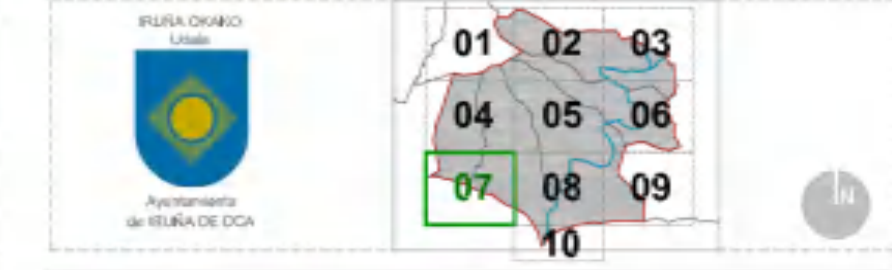 IRUÑA OKAKO
Udala
Ayuntamiento
de IRUÑA DE OCA
01 02 03
04 05 06
07 08 09
10
N